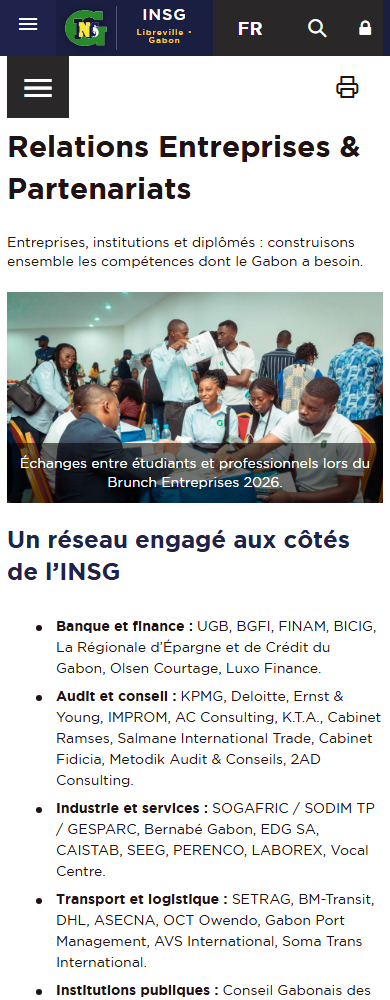 INSG
Libreville •
Gabon
FR
Relations Entreprises &
Partenariats
Entreprises, institutions et diplômés : construisons
ensemble les compétences dont le Gabon a besoin.
Échanges entre étudiants et professionnels lors du
Brunch Entreprises 2026.
Un réseau engagé aux côtés
de l’INSG
• Banque et finance : UGB, BGFI, FINAM, BICIG,
La Régionale d’Épargne et de Crédit du
Gabon, Olsen Courtage, Luxo Finance.
• Audit et conseil : KPMG, Deloitte, Ernst &
Young, IMPROM, AC Consulting, K.T.A., Cabinet
Ramses, Salmane International Trade, Cabinet
Fidicia, Metodik Audit & Conseils, 2AD
Consulting.
• Industrie et services : SOGAFRIC / SODIM TP
/ GESPARC, Bernabé Gabon, EDG SA,
CAISTAB, SEEG, PERENCO, LABOREX, Vocal
Centre.
• Transport et logistique : SETRAG, BM-Transit,
DHL, ASECNA, OCT Owendo, Gabon Port
Management, AVS International, Soma Trans
International.
• Institutions publiques : Conseil Gabonais des